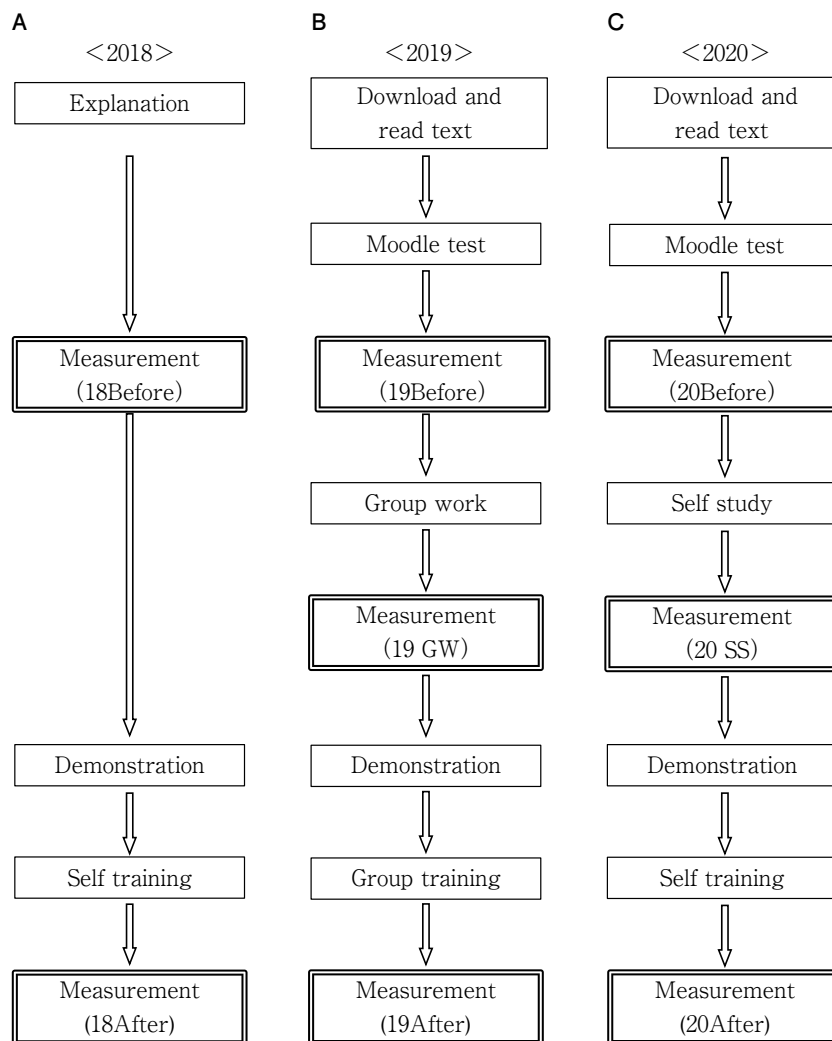 A
<2018>
Explanation
Measurement
(18Before)
Demonstration
Self training
Measurement
(18After)
B
<2019>
Download and
read text
Moodle test
Measurement
(19Before)
Group work
Measurement
(19 GW)
Demonstration
Group training
Measurement
(19After)
C
<2020>
Download and
read text
Moodle test
Measurement
(20Before)
Self study
Measurement
(20 SS)
Demonstration
Self training
Measurement
(20After)